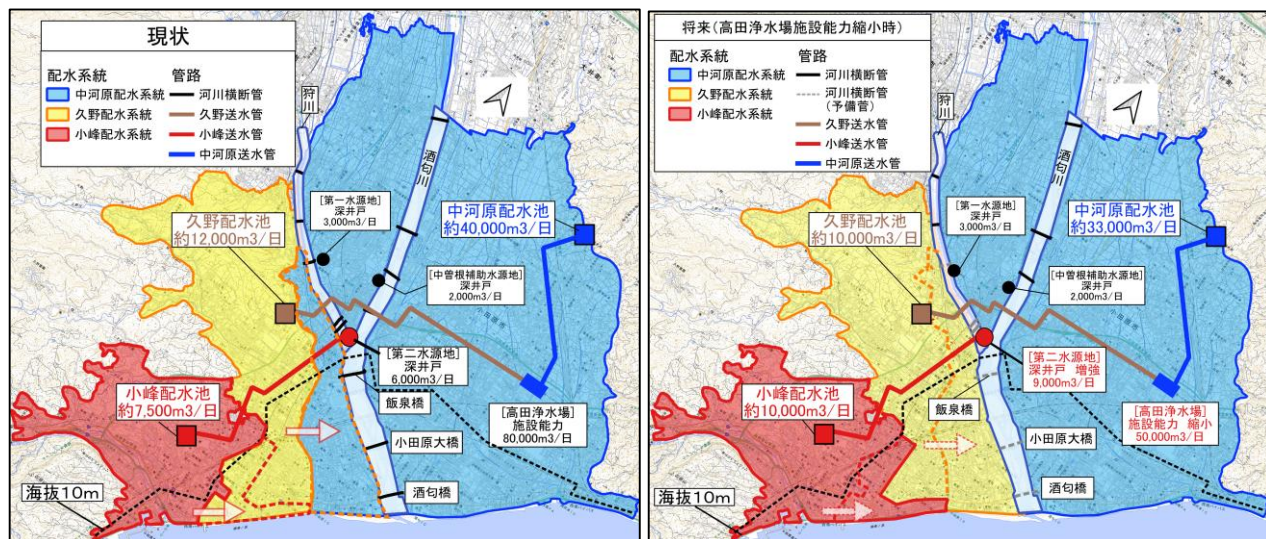 現状
配水系統
中河原配水系統
久野配水系統
小峰配水系統
管路
河川横断管
久野送水管
小峰送水管
中河原送水管
狩川
酒匂川
[第一水源地]
深井戸
3,000m3/日
久野配水池
約12,000m3/日
中河原配水池
約40,000m3/日
[中曽根補助水源地]
深井戸
2,000m3/日
[第二水源地]
深井戸
6,000m3/日
小峰配水池
約7,500m3/日
飯泉橋
[高田浄水場]
施設能力
80,000m3/日
小田原大橋
酒匂橋
海抜10m
将来(高田浄水場施設能力縮小時)
配水系統
中河原配水系統
久野配水系統
小峰配水系統
管路
河川横断管
河川横断管
(予備菅)
久野送水管
小峰送水管
中河原送水管
狩川
酒匂川
[第一水源地]
深井戸
3,000m3/日
久野配水池
約10,000m3/日
中河原配水池
約33,000m3/日
[中曽根補助水源地]
深井戸
2,000m3/日
[第二水源地]
深井戸 増強
9,000m3/日
小峰配水池
約10,000m3/日
飯泉橋
[高田浄水場]
施設能力 縮小
50,000m3/日
小田原大橋
酒匂橋
海抜10m